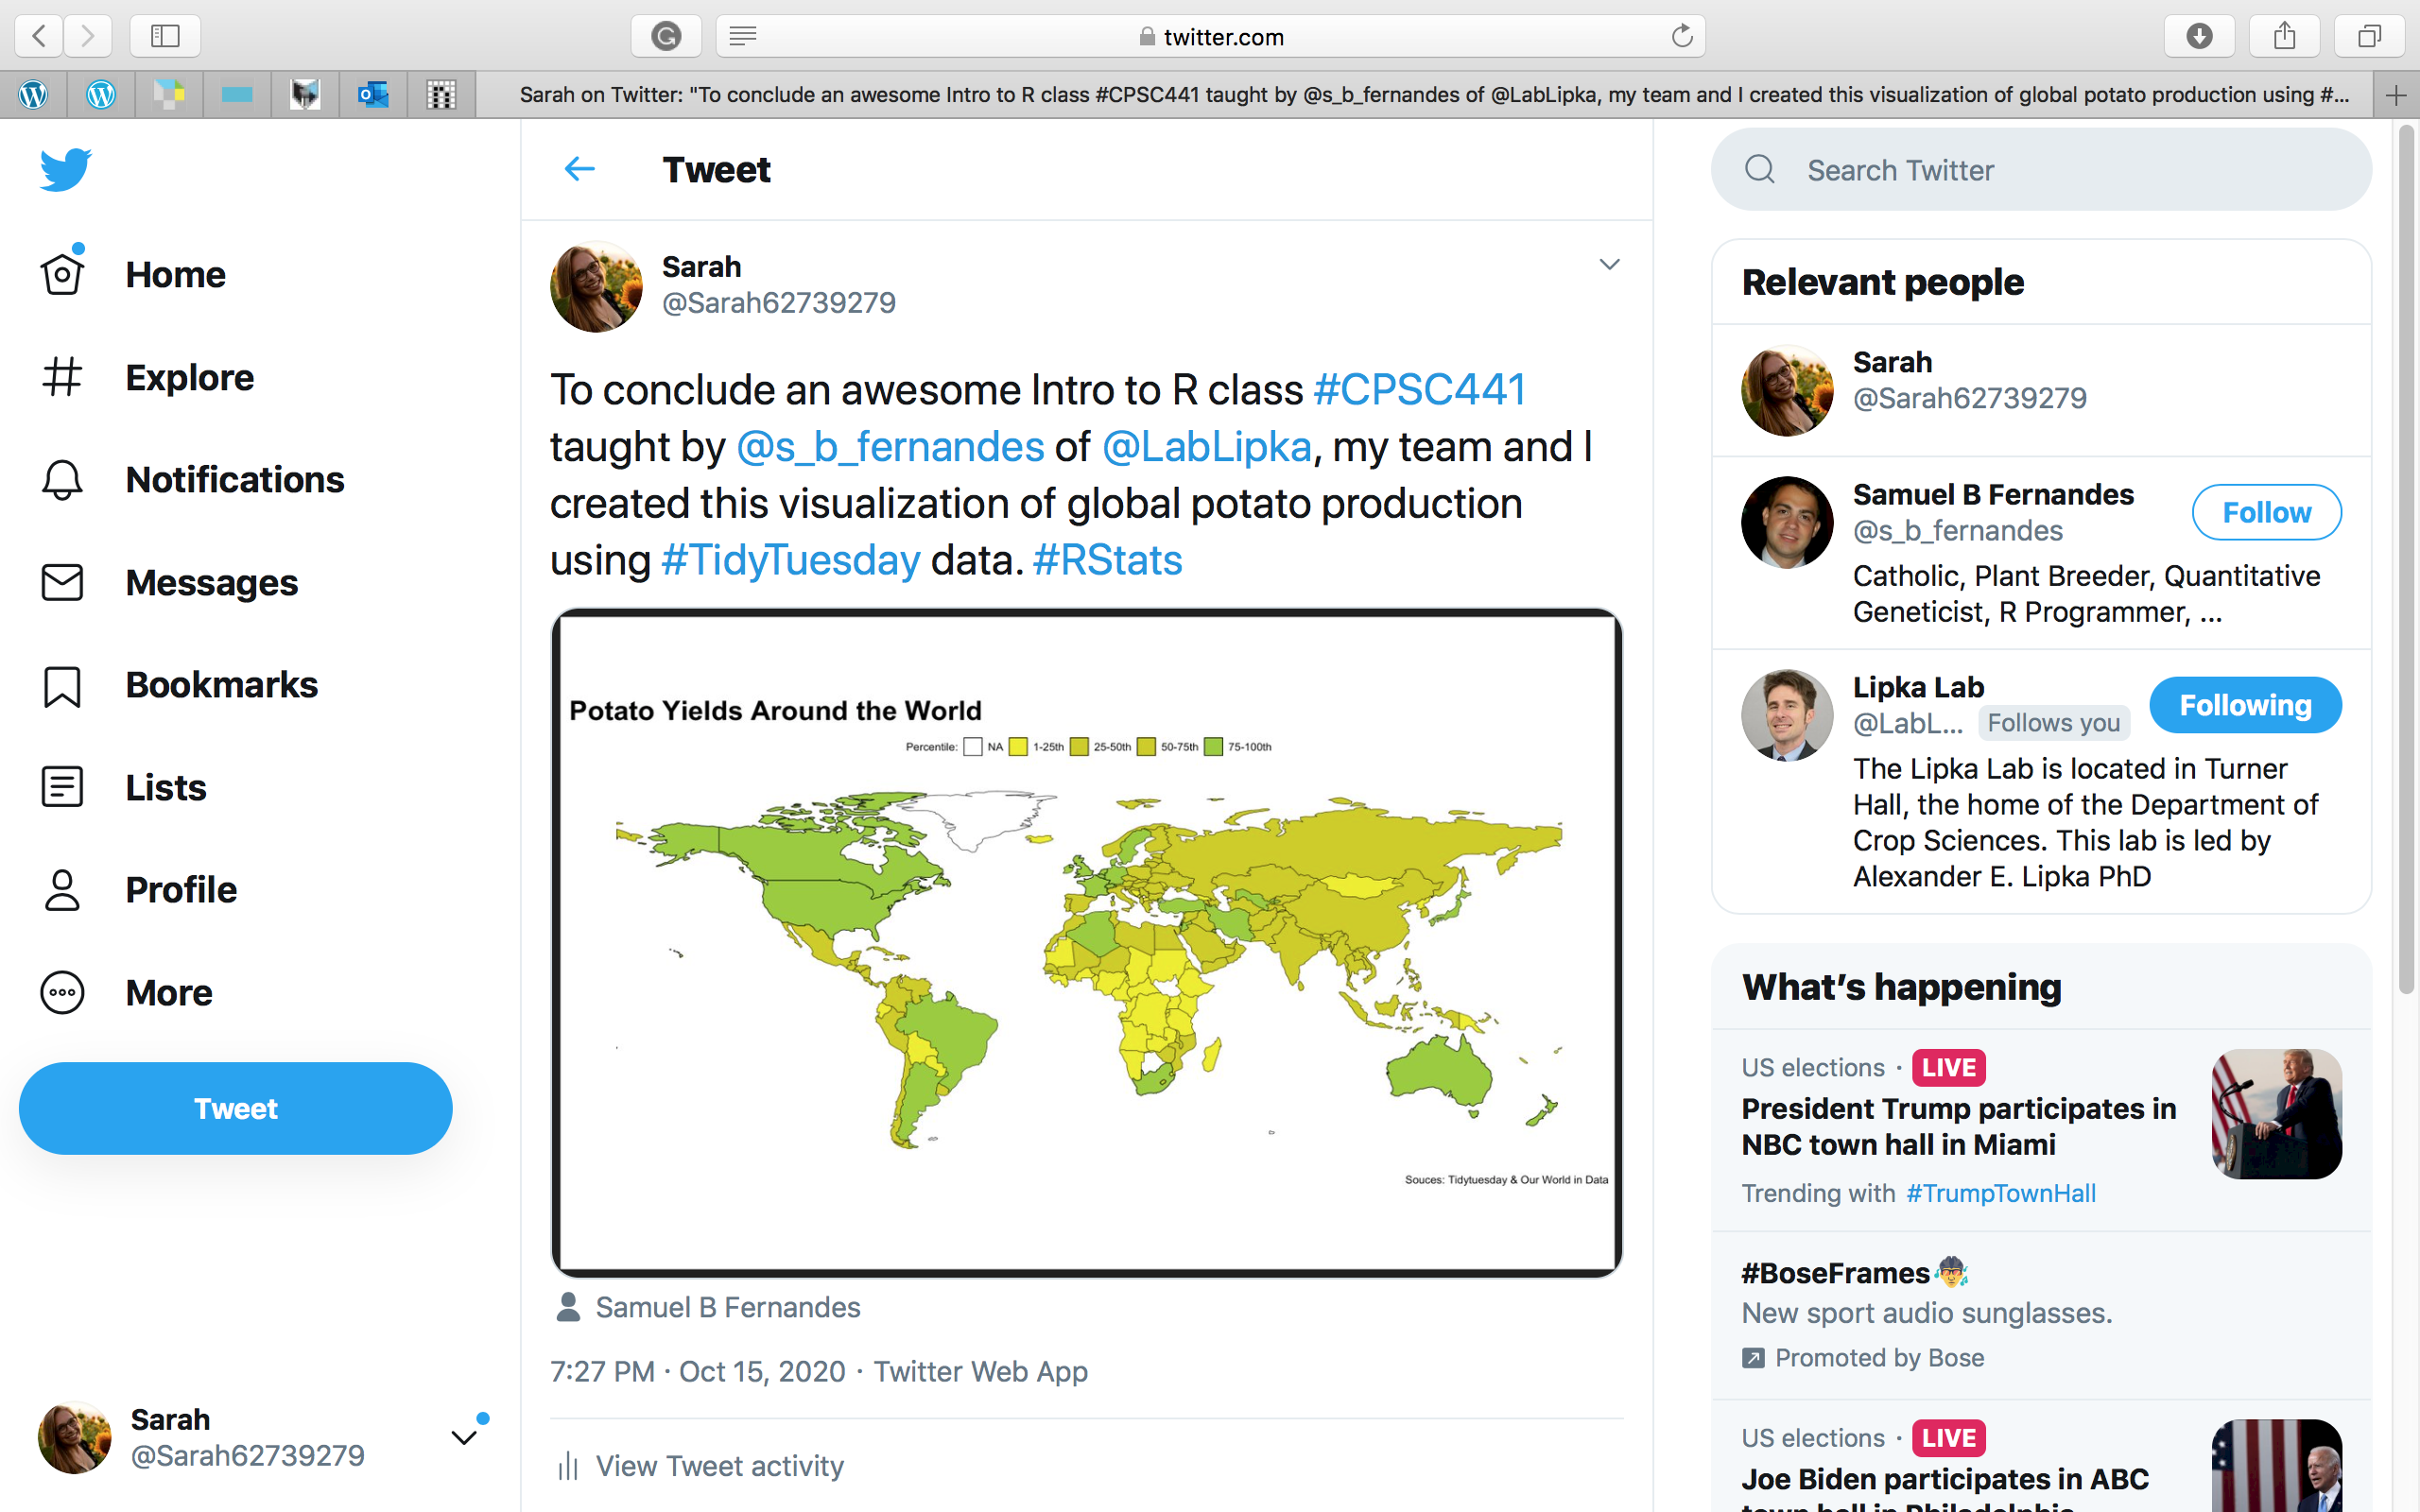 twitter.com
Sarah on Twitter: "To conclude an awesome Intro to R class #CPSC441 taught by @s_b_fernandes of @LabLipka, my team and I created this visualization of global potato production using #...
Home
Explore
Notifications
Messages
Bookmarks
Lists
Profile
More
Tweet
Sarah
@Sarah62739279
Tweet
Sarah
@Sarah62739279
To conclude an awesome Intro to R class #CPSC441
taught by @s_b_fernandes of @LabLipka, my team and I
created this visualization of global potato production
using #TidyTuesday data. #RStats
Potato Yields Around the World
Percentile: NA 1-25th 25-50th 50-75th 75-100th
Souces: Tidytuesday & Our World in Data
Samuel B Fernandes
7:27 PM · Oct 15, 2020 · Twitter Web App
View Tweet activity
Search Twitter
Relevant people
Sarah
@Sarah62739279
Samuel B Fernandes
@s_b_fernandes
Follow
Catholic, Plant Breeder, Quantitative
Geneticist, R Programmer, ...
Lipka Lab
@LabL... Follows you
Following
The Lipka Lab is located in Turner
Hall, the home of the Department of
Crop Sciences. This lab is led by
Alexander E. Lipka PhD
What's happening
US elections · LIVE
President Trump participates in
NBC town hall in Miami
Trending with #TrumpTownHall
#BoseFrames
New sport audio sunglasses.
Promoted by Bose
US elections · LIVE
Joe Biden participates in ABC
town hall in Philadelphia